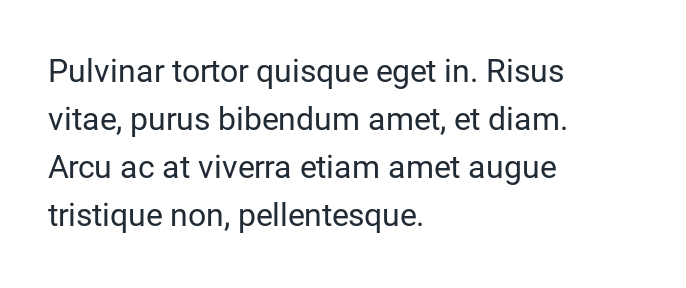 Pulvinar tortor quisque eget in. Risus
vitae, purus bibendum amet, et diam.
Arcu ac at viverra etiam amet augue
tristique non, pellentesque.